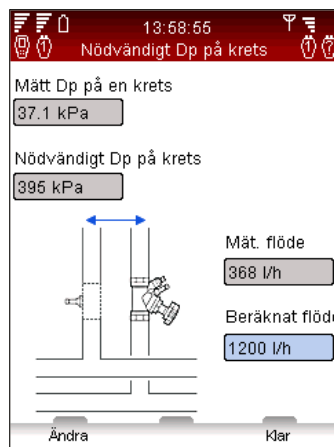 13:58:55
Nödvändigt Dp på krets
Mätt Dp på en krets
37.1 kPa
Nödvändigt Dp på krets
395 kPa
Mät. flöde
368 l/h
Beräknat flöde
1200 l/h
Ändra
Klar